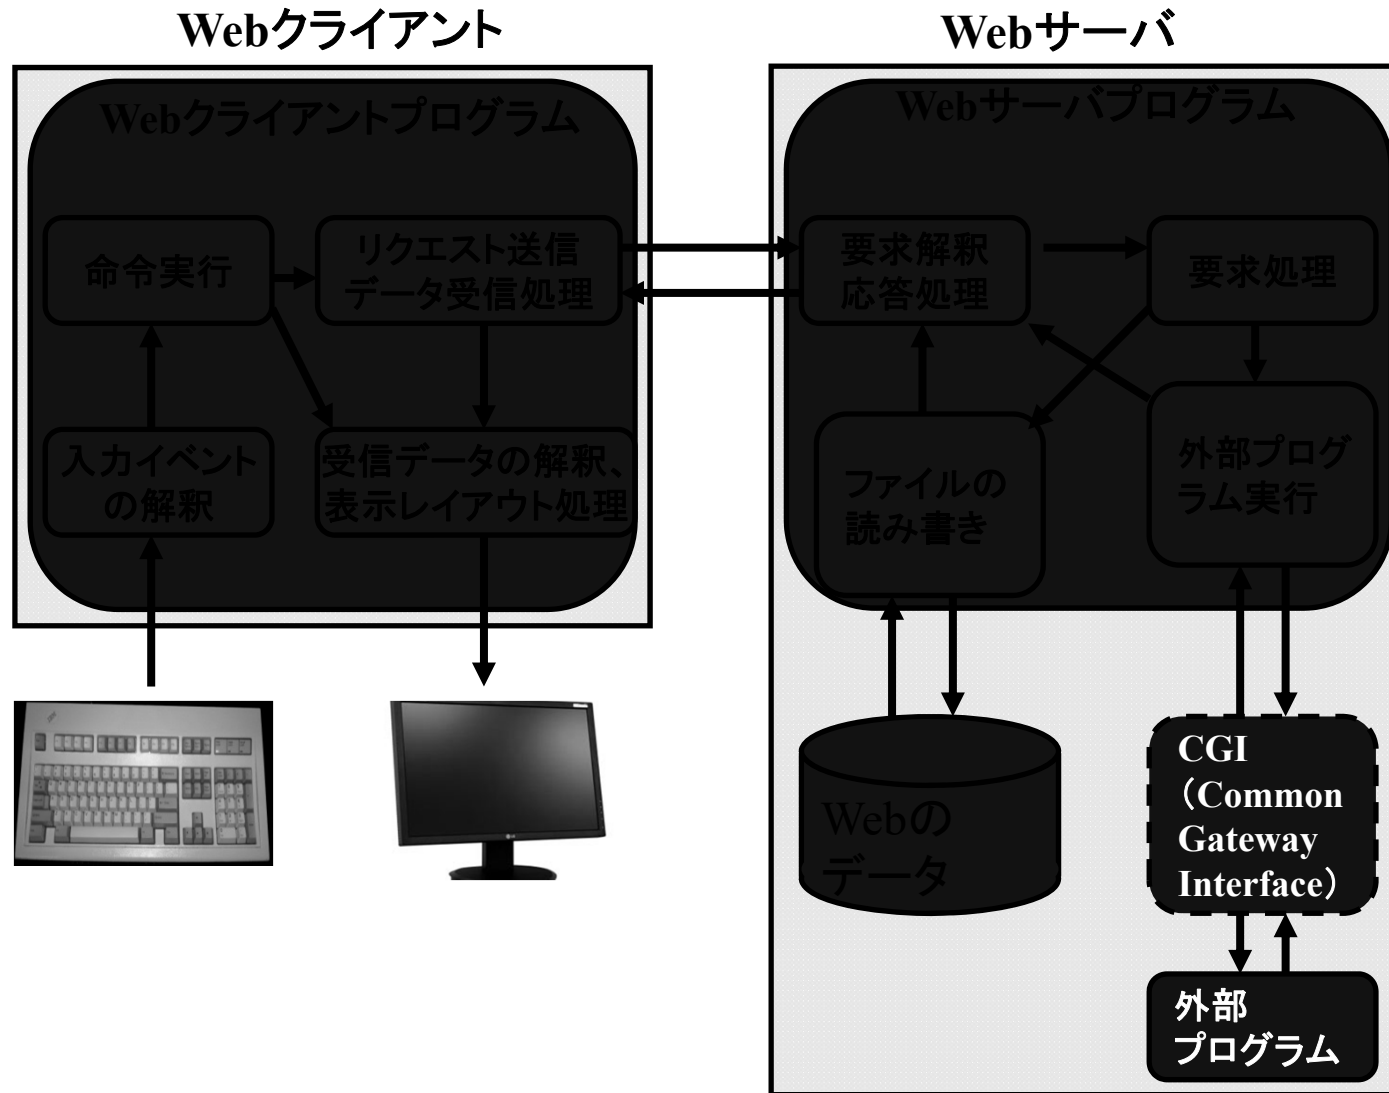 Webクライアント
Webサーバ
Webクライアントプログラム
Webサーバプログラム
命令実行
リクエスト送信
データ受信処理
要求解釈
応答処理
要求処理
入力イベント
の解釈
受信データの解釈、
表示レイアウト処理
ファイルの
読み書き
外部プログ
ラム実行
Webの
データ
CGI
（Common
Gateway
Interface）
外部
プログラム